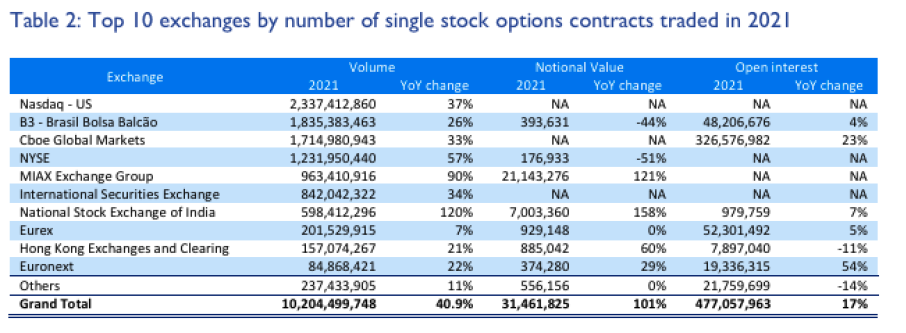 Table 2: Top 10 exchanges by number of single stock options contracts traded in 2021
Exchange Volume Notional Value Open interest
2021 YoY change 2021 YoY change 2021 YoY change
Nasdaq - US 2,337,412,860 37% NA NA NA NA
B3 - Brasil Bolsa Balcão 1,835,383,463 26% 393,631 -44% 48,206,676 4%
Cboe Global Markets 1,714,980,943 33% NA NA 326,576,982 23%
NYSE 1,231,950,440 57% 176,933 -51% NA NA
MIAX Exchange Group 963,410,916 90% 21,143,276 121% NA NA
International Securities Exchange 842,042,322 34% NA NA NA NA
National Stock Exchange of India 598,412,296 120% 7,003,360 158% 979,759 7%
Eurex 201,529,915 7% 929,148 0% 52,301,492 5%
Hong Kong Exchanges and Clearing 157,074,267 21% 885,042 60% 7,897,040 -11%
Euronext 84,868,421 22% 374,280 29% 19,336,315 54%
Others 237,433,905 11% 556,156 0% 21,759,699 -14%
Grand Total 10,204,499,748 40.9% 31,461,825 101% 477,057,963 17%